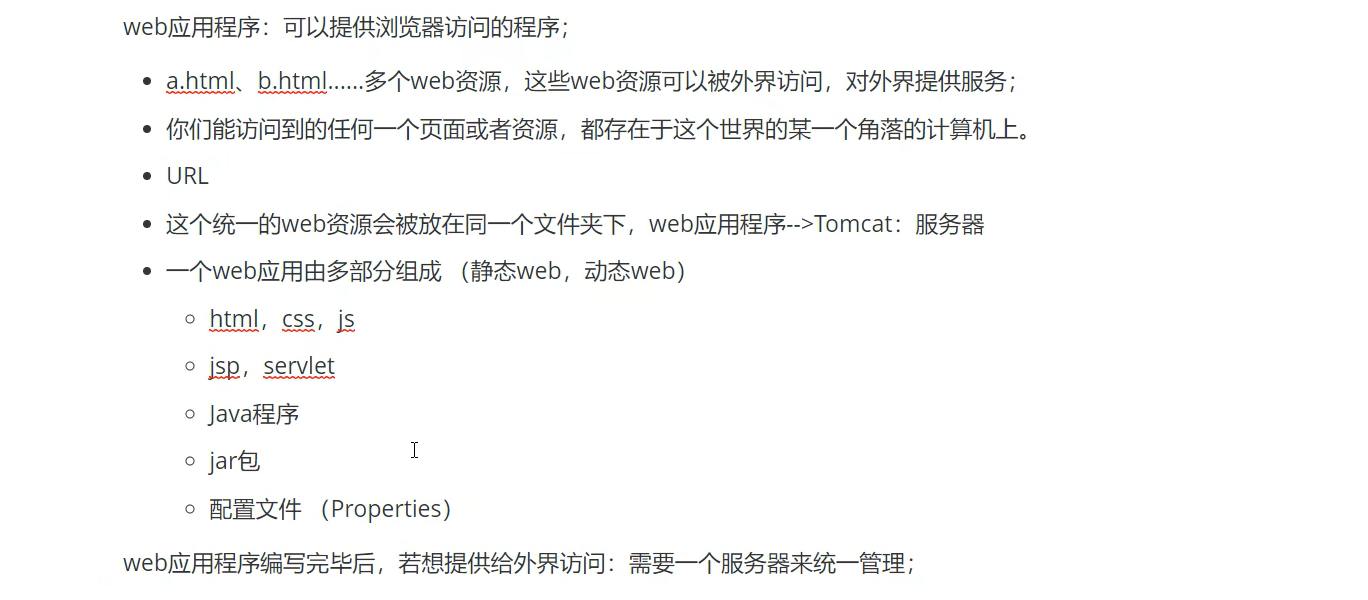 web应用程序：可以提供浏览器访问的程序；
a.html、b.html......多个web资源，这些web资源可以被外界访问，对外界提供服务；
你们能访问到的任何一个页面或者资源，都存在于这个世界的某一个角落的计算机上。
URL
这个统一的web资源会被放在同一个文件夹下，web应用程序-->Tomcat：服务器
一个web应用由多部分组成 （静态web，动态web）
html，css，js
jsp，servlet
Java程序
jar包
配置文件 （Properties）
web应用程序编写完毕后，若想提供给外界访问：需要一个服务器来统一管理；